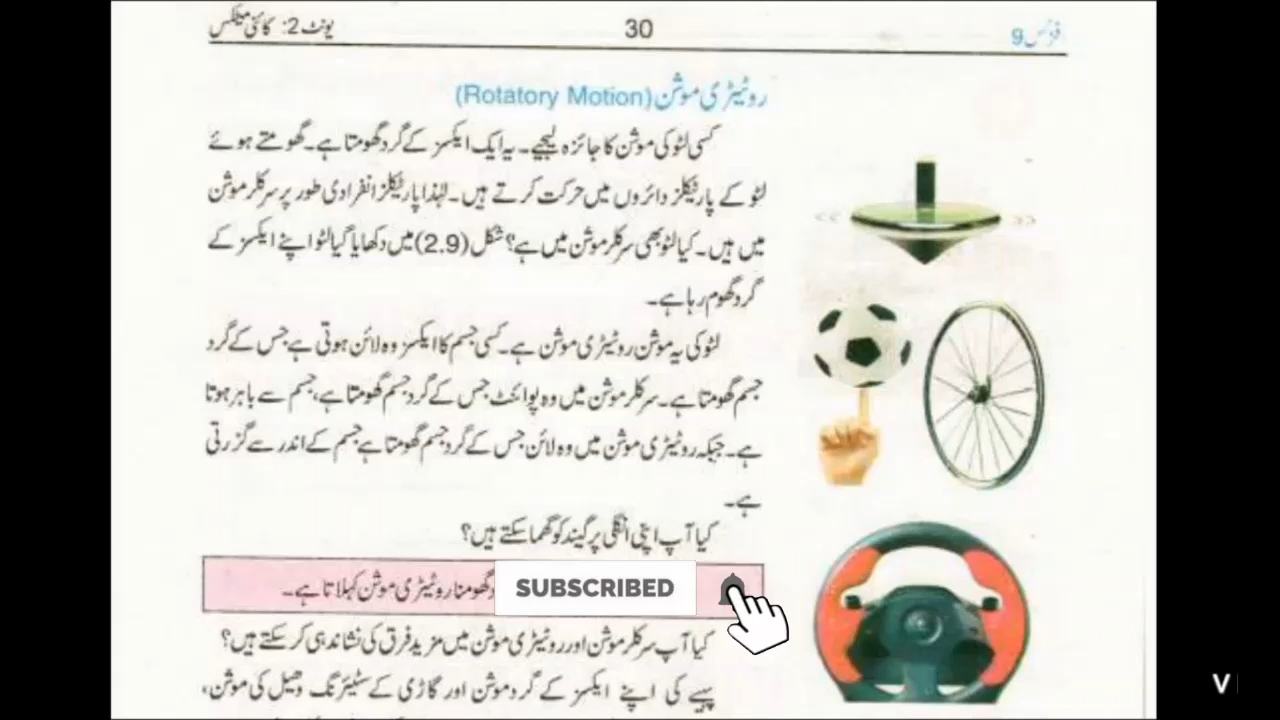 فزکس 9
30
یونٹ 2: کائنی میٹکس
روٹیٹری موشن (Rotatory Motion)
کسی لٹو کی موشن کا جائزہ لیجیے۔ یہ ایک ایکسز کے گرد گھومتا ہے۔ گھومتے ہوئے
لٹو کے پارٹیکلز دائروں میں حرکت کرتے ہیں۔ لہٰذا پارٹیکلز انفرادی طور پر سرکلر موشن
میں ہیں۔ کیا لٹو بھی سرکلر موشن میں ہے؟ شکل (2.9) میں دکھایا گیا لٹو اپنے ایکسز کے
گرد گھوم رہا ہے۔
لٹو کی یہ موشن روٹیٹری موشن ہے۔ کسی جسم کا ایکسز وہ لائن ہوتی ہے جس کے گرد
جسم گھومتا ہے۔ سرکلر موشن میں وہ پوائنٹ جس کے گرد جسم گھومتا ہے، جسم سے باہر ہوتا
ہے۔ جبکہ روٹیٹری موشن میں وہ لائن جس کے گرد جسم گھومتا ہے جسم کے اندر سے گزرتی
ہے۔
کیا آپ اپنی انگلی پر گیند کو گھما سکتے ہیں؟
SUBSCRIBED
گھومنا روٹیٹری موشن کہلاتا ہے۔
کیا آپ سرکلر موشن اور روٹیٹری موشن میں مزید فرق کی نشاندہی کر سکتے ہیں؟
پہیے کی اپنے ایکسز کے گرد موشن اور گاڑی کے سٹیئرنگ وھیل کی موشن،
V